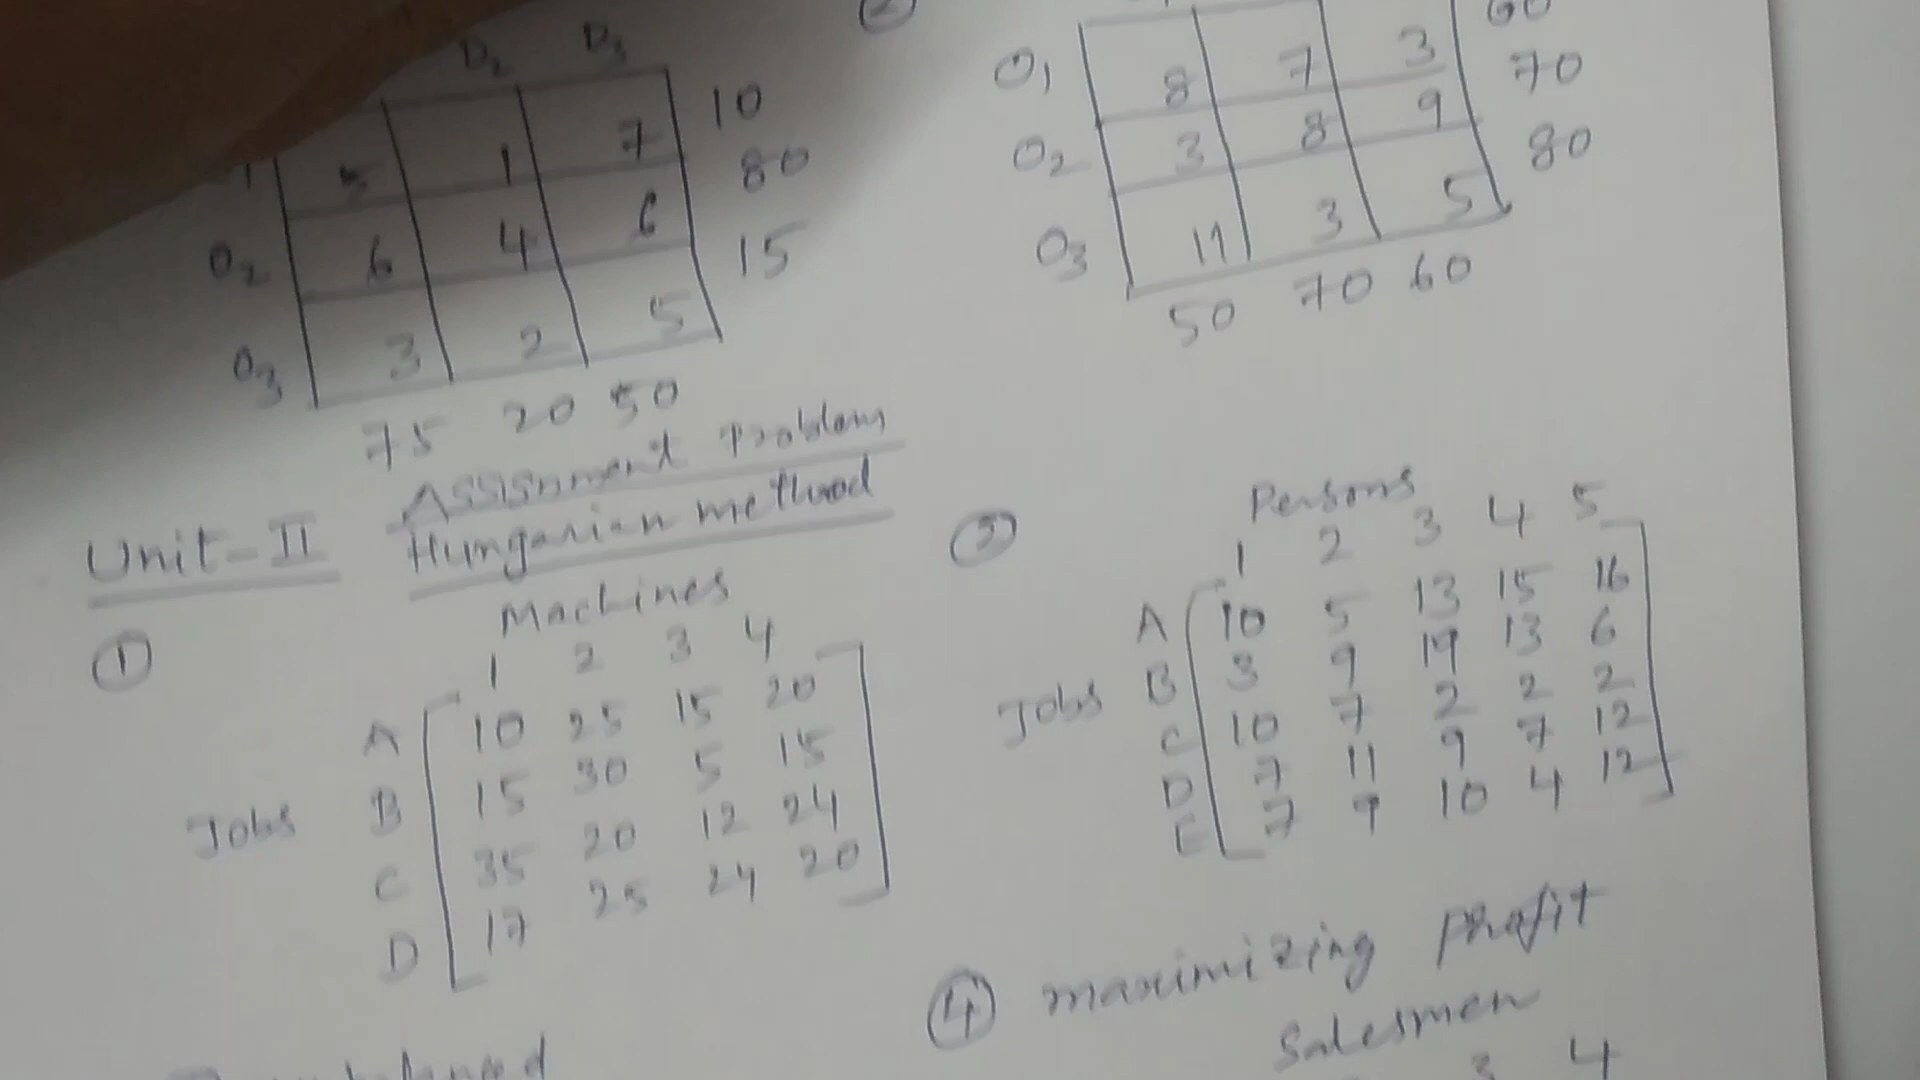 D2 D3
5 1 7 10
O2 6 4 6 80
O3 3 2 5 15
75 20 50
2
60
O1 8 7 3 70
O2 3 8 9 80
O3 11 3 5
50 70 60
Unit-II Assignment Problem
Hungarian method
1
Machines
1 2 3 4
A 10 25 15 20
Jobs B 15 30 5 15
C 35 20 12 24
D 17 25 24 20
Persons
1 2 3 4 5
A 10 5 13 15 16
Jobs B 3 9 19 13 6
C 10 7 2 2 2
D 7 11 9 7 12
E 7 9 10 4 12
4 maximizing profit
Salesmen
3 4